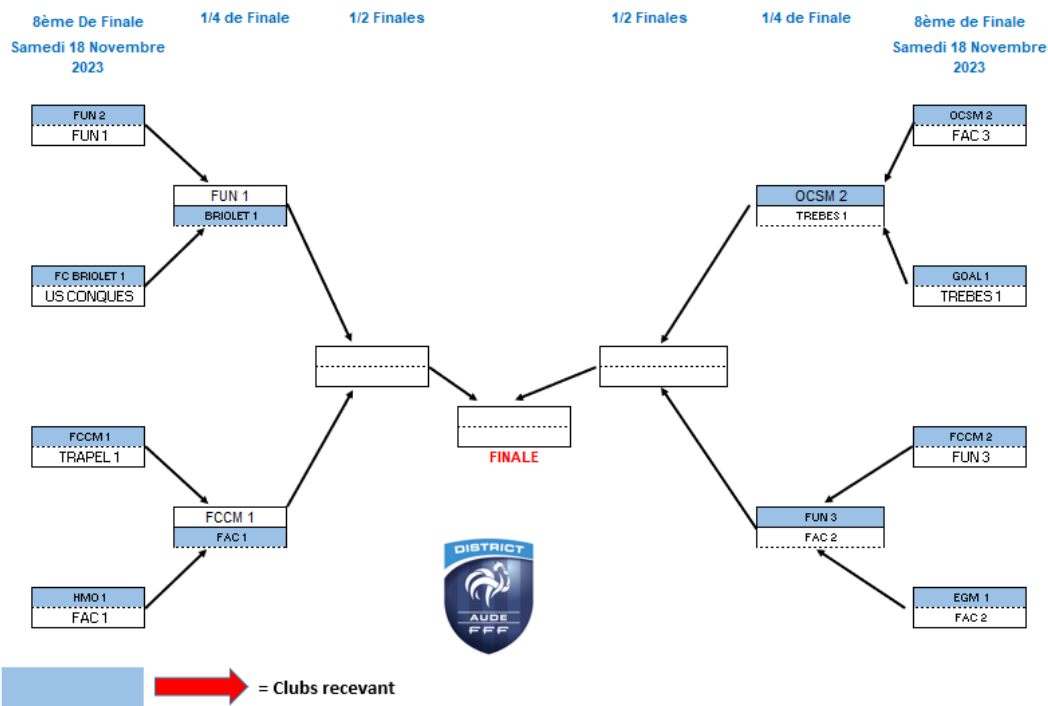 8ème De Finale
Samedi 18 Novembre
2023
1/4 de Finale
1/2 Finales
1/2 Finales
1/4 de Finale
8ème de Finale
Samedi 18 Novembre
2023
FUN 2
FUN 1
OCSM 2
FAC 3
FUN 1
BRIOLET 1
OCSM 2
TREBES 1
FC BRIOLET 1
US CONQUES
GOAL 1
TREBES 1
FINALE
FCCM 1
TRAPEL 1
FCCM 2
FUN 3
FCCM 1
FAC 1
FUN 3
FAC 2
DISTRICT
AUDE
FFF
HMO 1
FAC 1
EGM 1
FAC 2
= Clubs recevant